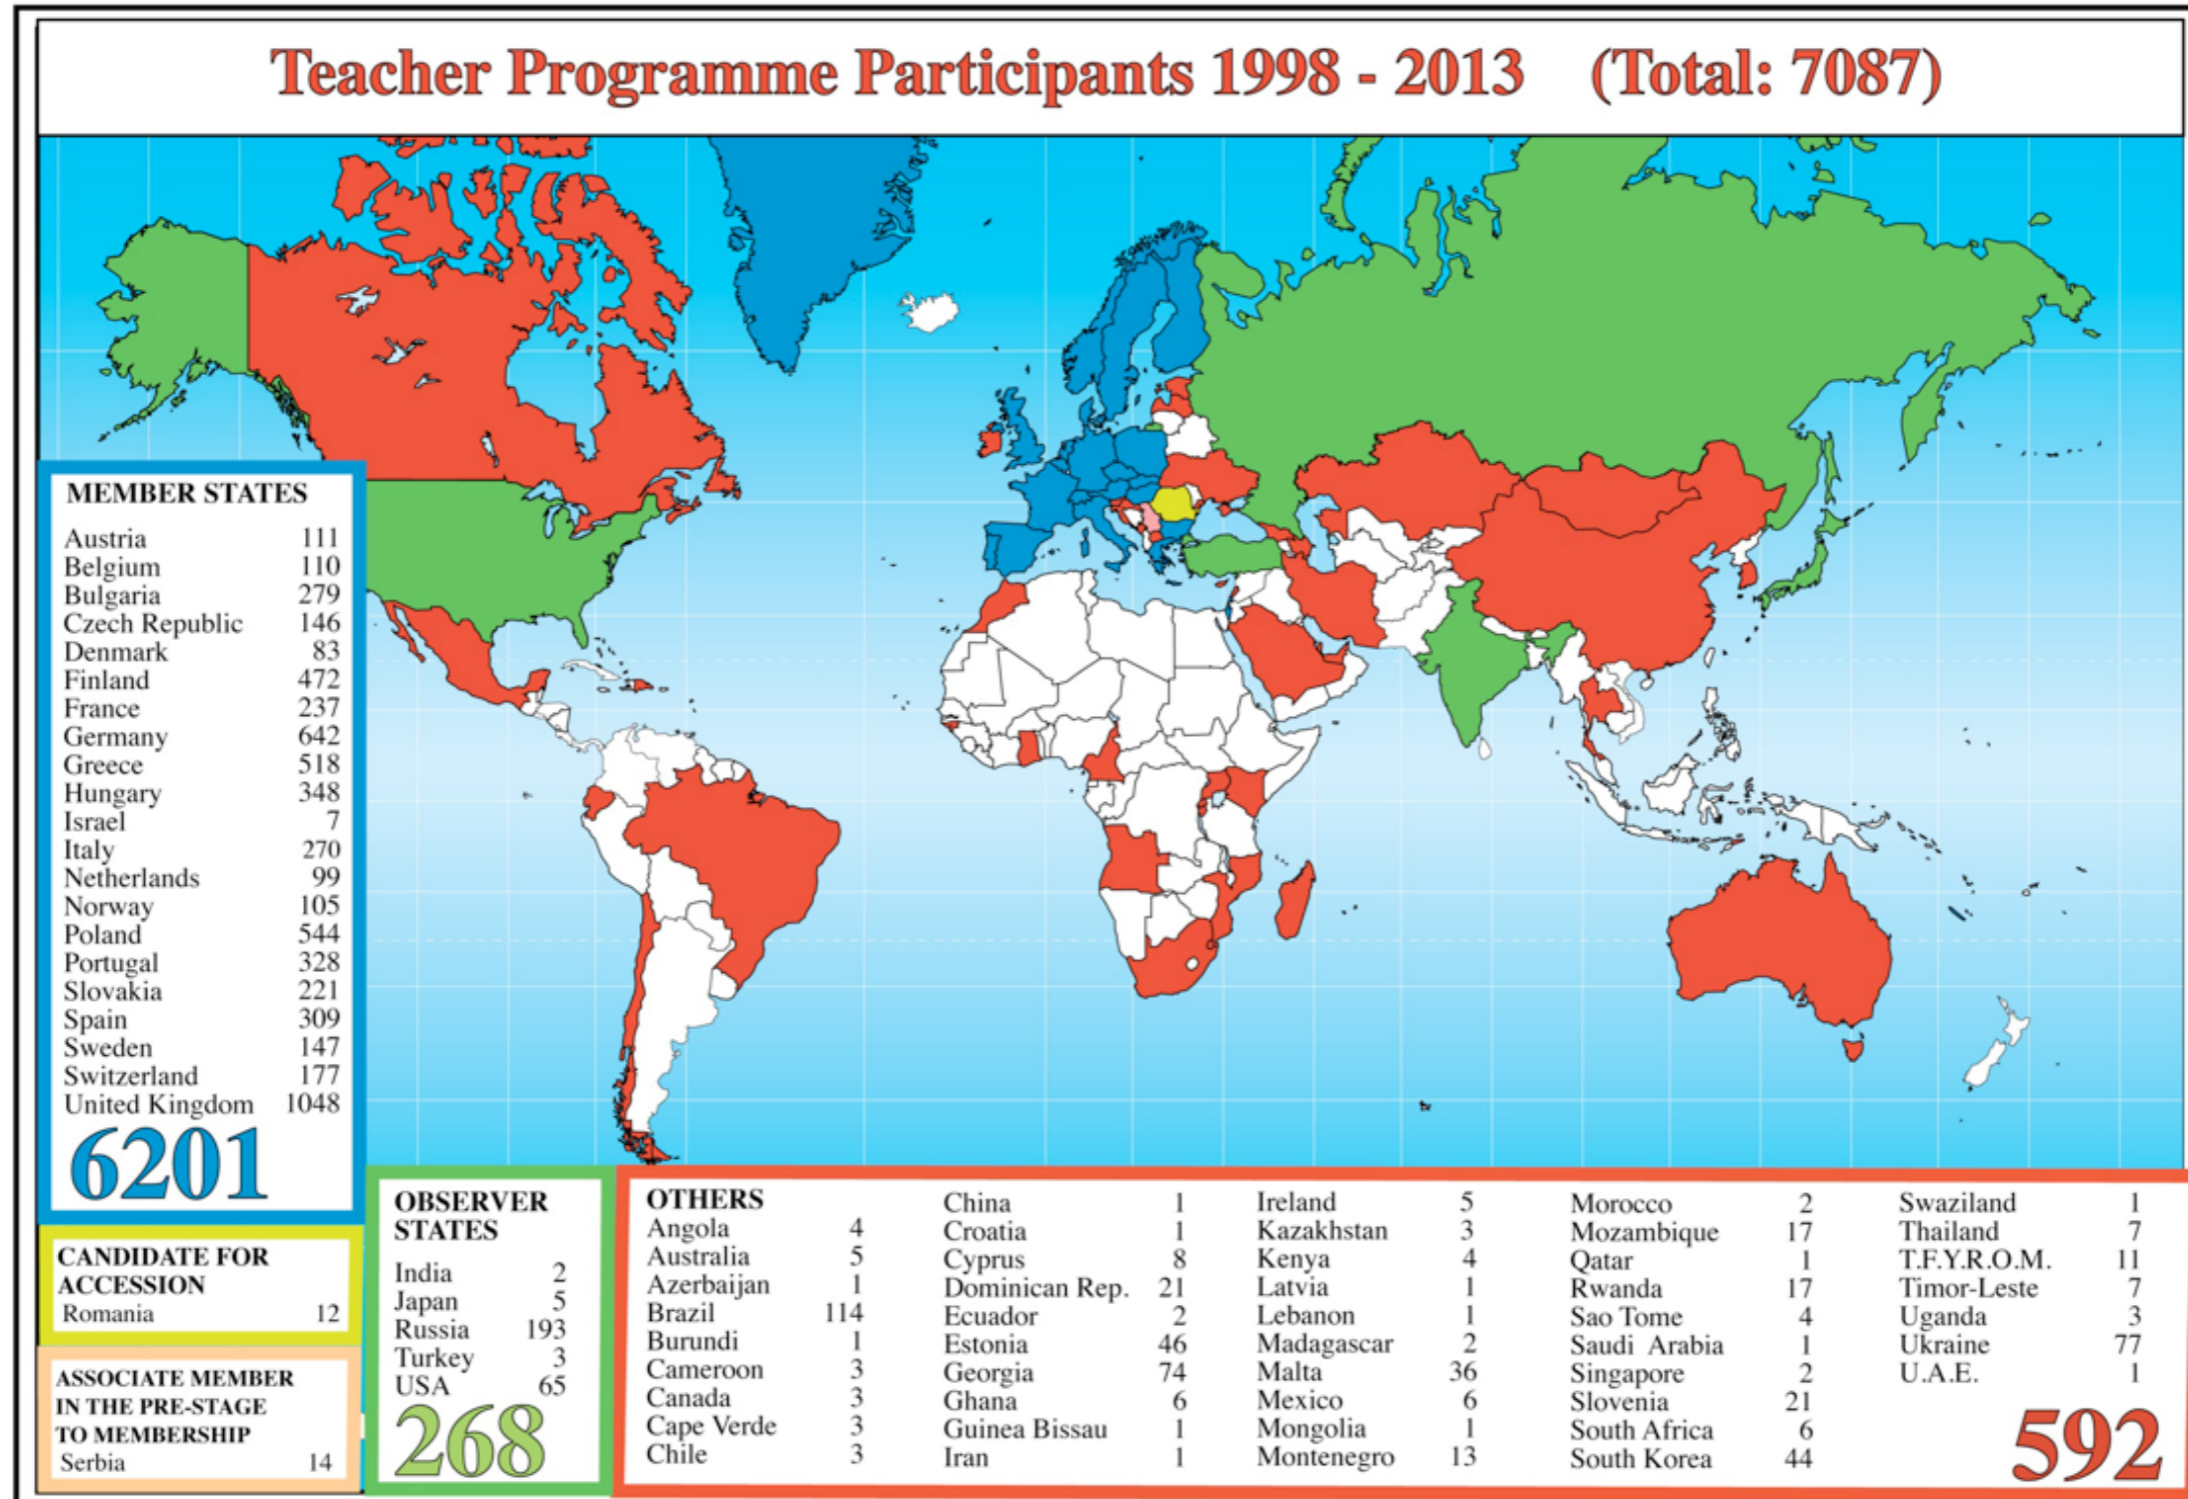 Teacher Programme Participants 1998 - 2013 (Total: 7087)
MEMBER STATES
Austria 111
Belgium 110
Bulgaria 279
Czech Republic 146
Denmark 83
Finland 472
France 237
Germany 642
Greece 518
Hungary 348
Israel 7
Italy 270
Netherlands 99
Norway 105
Poland 544
Portugal 328
Slovakia 221
Spain 309
Sweden 147
Switzerland 177
United Kingdom 1048
6201
CANDIDATE FOR
ACCESSION
Romania 12
ASSOCIATE MEMBER
IN THE PRE-STAGE
TO MEMBERSHIP
Serbia 14
OBSERVER
STATES
India 2
Japan 5
Russia 193
Turkey 3
USA 65
268
OTHERS
Angola 4
Australia 5
Azerbaijan 1
Brazil 114
Burundi 1
Cameroon 3
Canada 3
Cape Verde 3
Chile 3
China 1
Croatia 1
Cyprus 8
Dominican Rep. 21
Ecuador 2
Estonia 46
Georgia 74
Ghana 6
Guinea Bissau 1
Iran 1
Ireland 5
Kazakhstan 3
Kenya 4
Latvia 1
Lebanon 1
Madagascar 2
Malta 36
Mexico 6
Mongolia 1
Montenegro 13
Morocco 2
Mozambique 17
Qatar 1
Rwanda 17
Sao Tome 4
Saudi Arabia 1
Singapore 2
Slovenia 21
South Africa 6
South Korea 44
Swaziland 1
Thailand 7
T.F.Y.R.O.M. 11
Timor-Leste 7
Uganda 3
Ukraine 77
U.A.E. 1
592